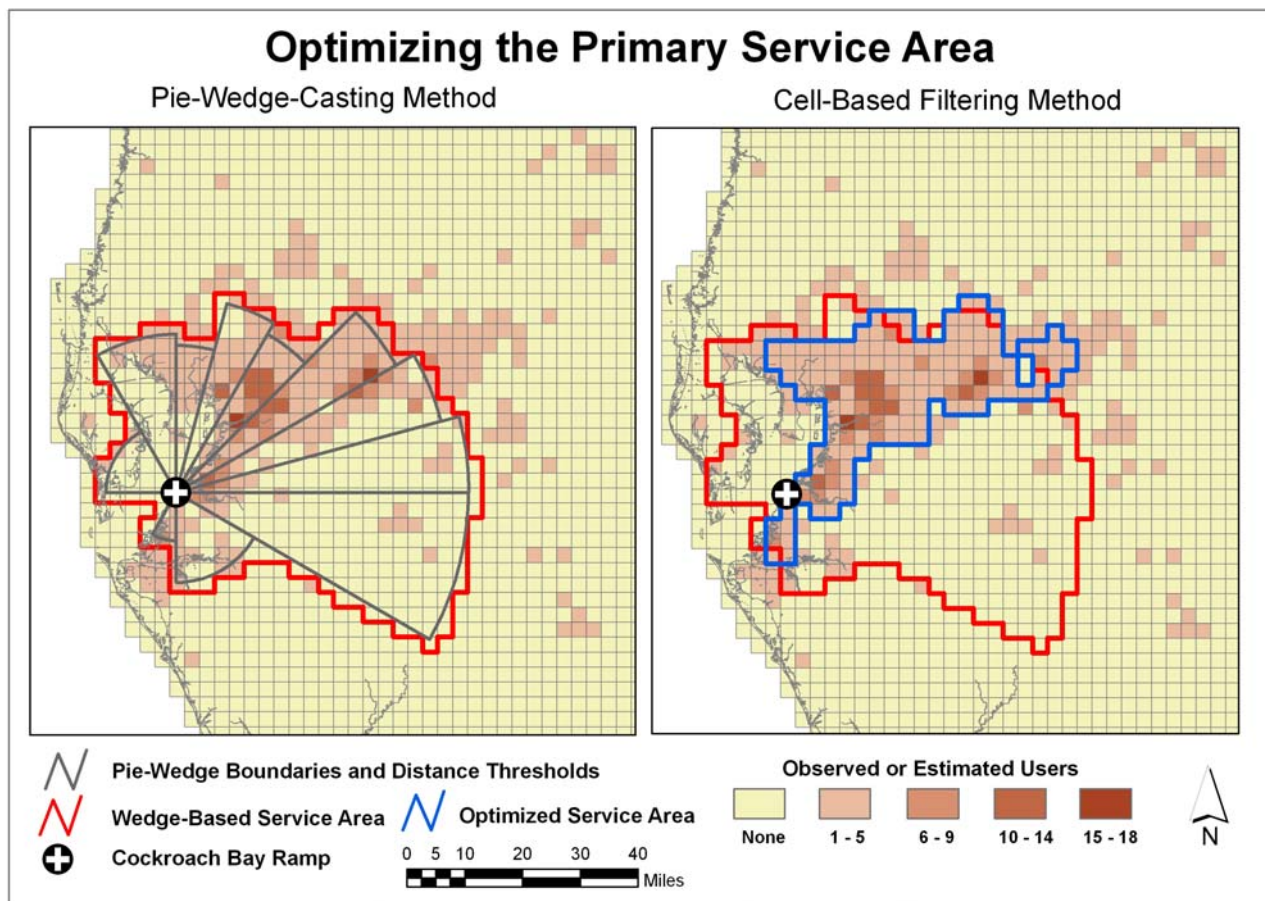 Optimizing the Primary Service Area
Pie-Wedge-Casting Method
Cell-Based Filtering Method
Pie-Wedge Boundaries and Distance Thresholds
Wedge-Based Service Area
Optimized Service Area
Cockroach Bay Ramp
0 5 10 20 30 40
Miles
Observed or Estimated Users
None 1 - 5 6 - 9 10 - 14 15 - 18
N